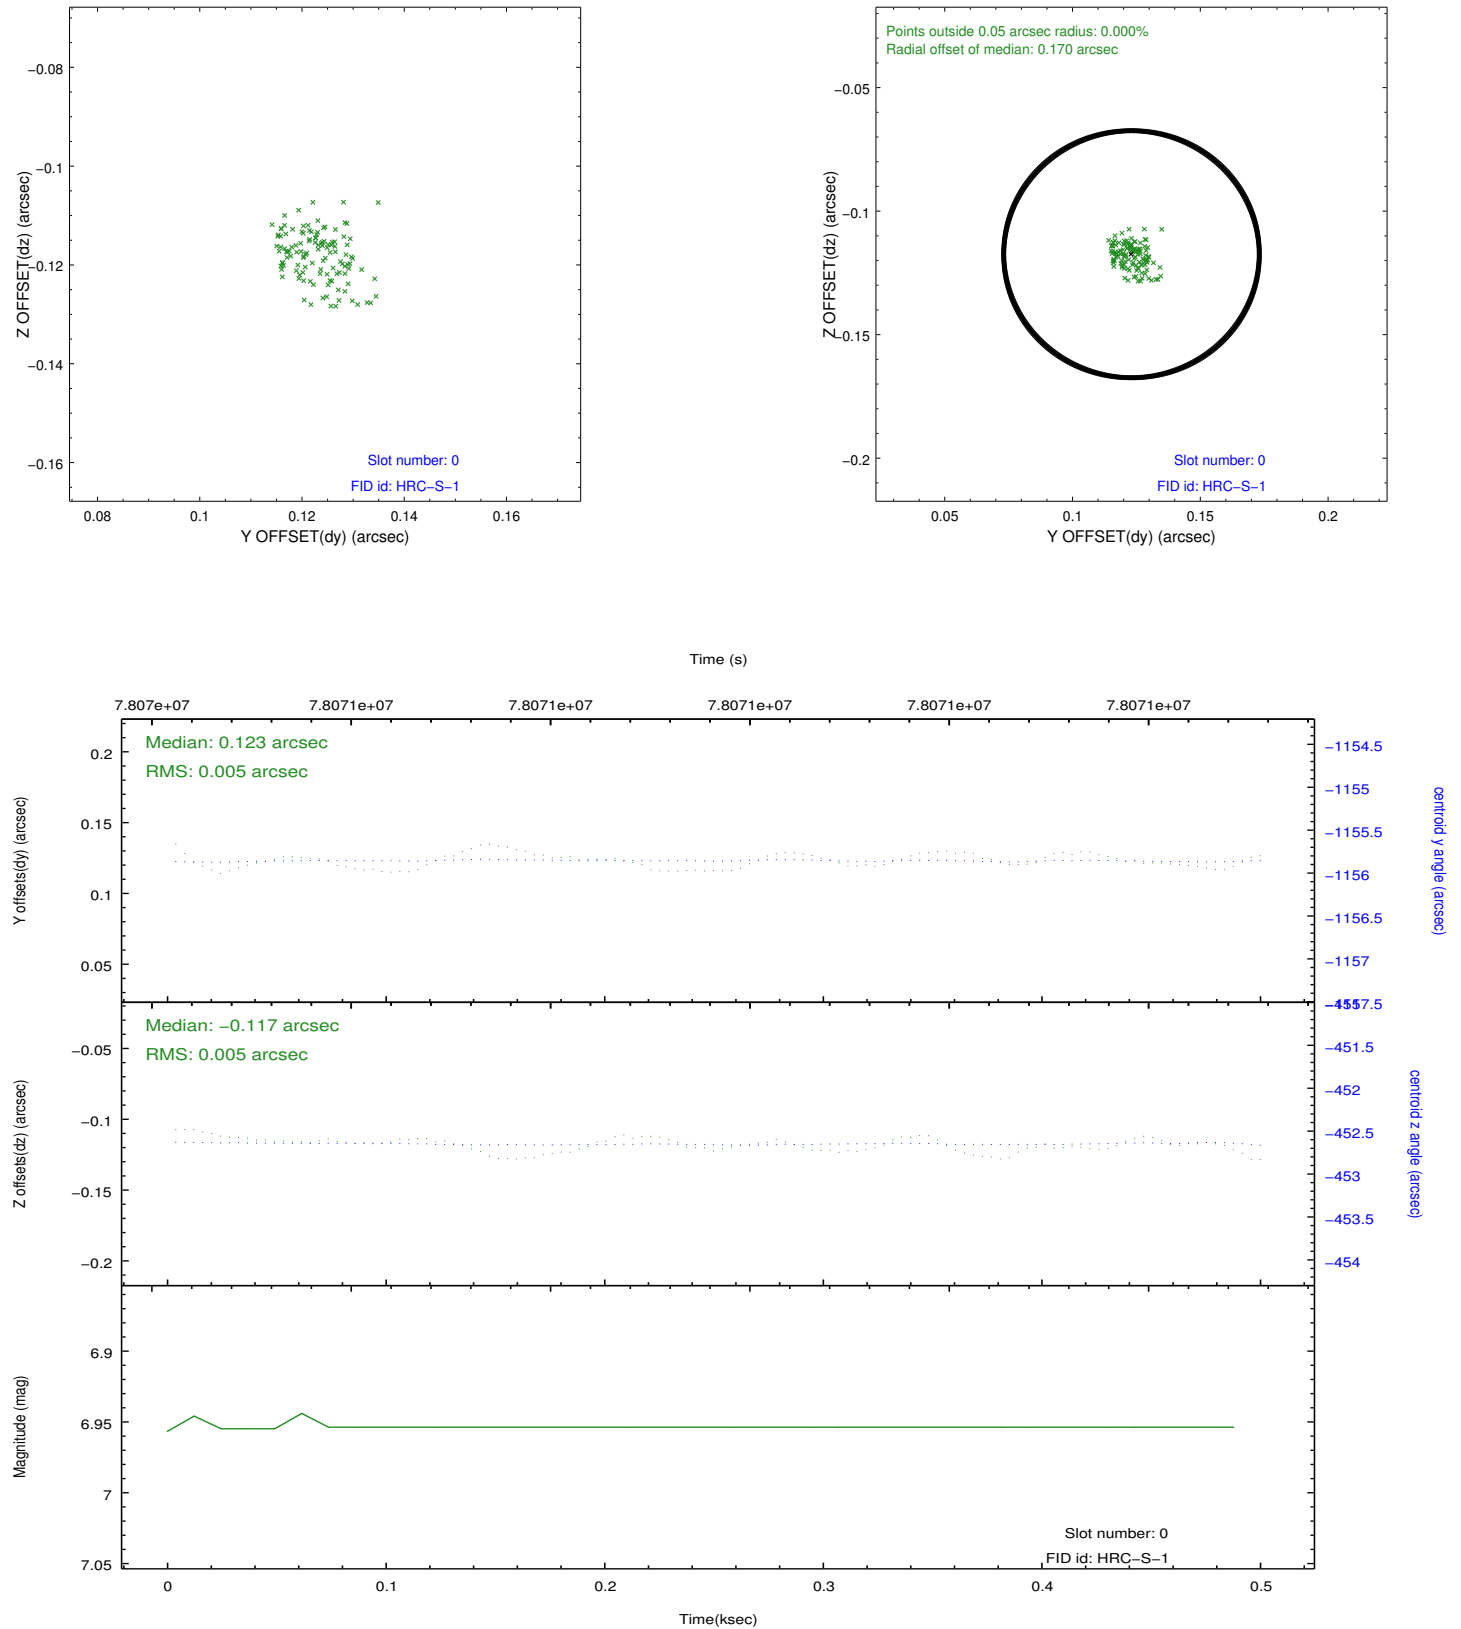 −0.08
−0.1
−0.12
−0.14
−0.16
Z OFFSET(dz) (arcsec)
Slot number: 0
FID id: HRC−S−1
0.08 0.1 0.12 0.14 0.16
Y OFFSET(dy) (arcsec)
Points outside 0.05 arcsec radius: 0.000%
Radial offset of median: 0.170 arcsec
−0.05
−0.1
−0.15
−0.2
Z OFFSET(dz) (arcsec)
Slot number: 0
FID id: HRC−S−1
0.05 0.1 0.15 0.2
Y OFFSET(dy) (arcsec)
Time (s)
7.807e+07 7.8071e+07 7.8071e+07 7.8071e+07 7.8071e+07 7.8071e+07
Median: 0.123 arcsec
RMS: 0.005 arcsec
0.2
0.15
0.1
0.05
Y offsets(dy) (arcsec)
−1154.5
−1155
−1155.5
−1156
−1156.5
−1157
centroid y angle (arcsec)
Median: −0.117 arcsec
RMS: 0.005 arcsec
−0.05
−0.1
−0.15
−0.2
Z offsets(dz) (arcsec)
−451.5
−452
−452.5
−453
−453.5
−454
centroid z angle (arcsec)
6.9
6.95
7
7.05
Magnitude (mag)
Slot number: 0
FID id: HRC−S−1
0 0.1 0.2 0.3 0.4 0.5
Time(ksec)